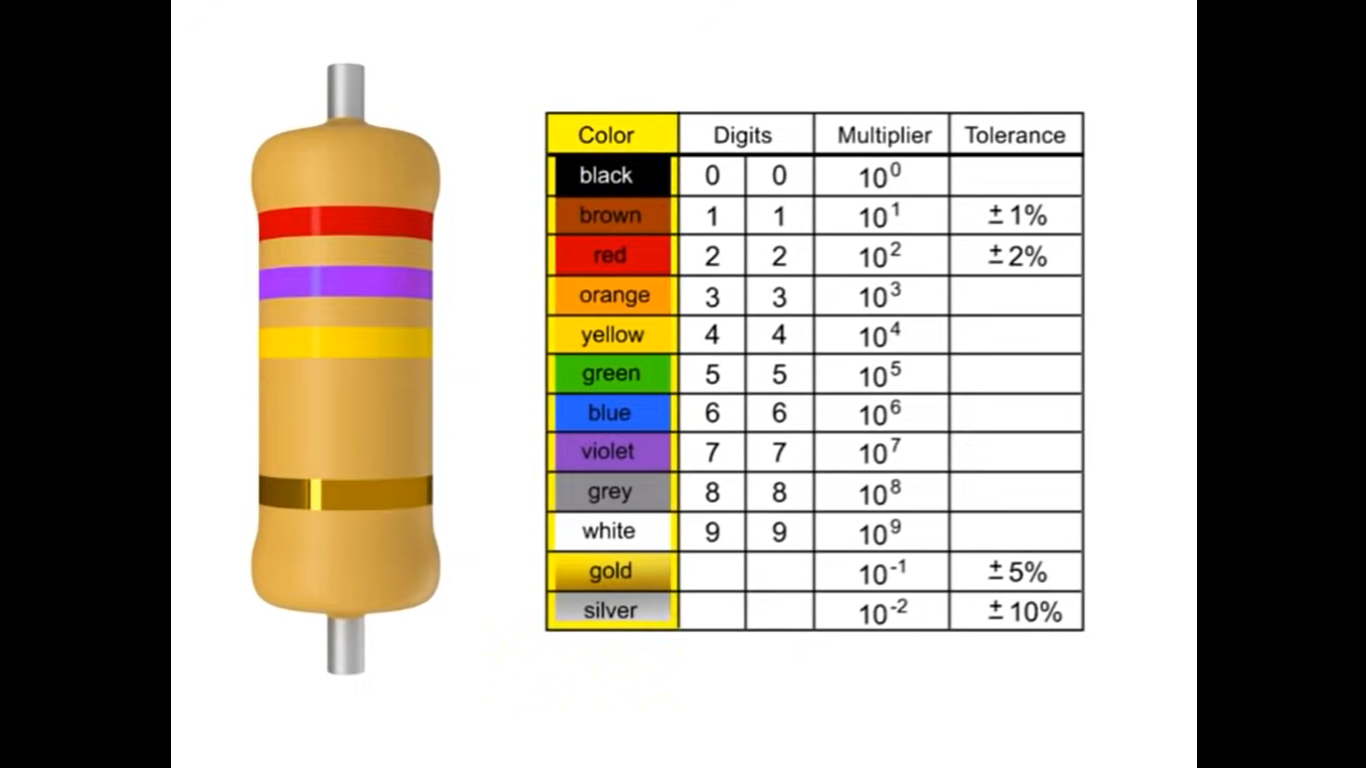 Color Digits Multiplier Tolerance
black 0 0 10⁰
brown 1 1 10¹ ± 1%
red 2 2 10² ± 2%
orange 3 3 10³
yellow 4 4 10⁴
green 5 5 10⁵
blue 6 6 10⁶
violet 7 7 10⁷
grey 8 8 10⁸
white 9 9 10⁹
gold 10⁻¹ ± 5%
silver 10⁻² ± 10%